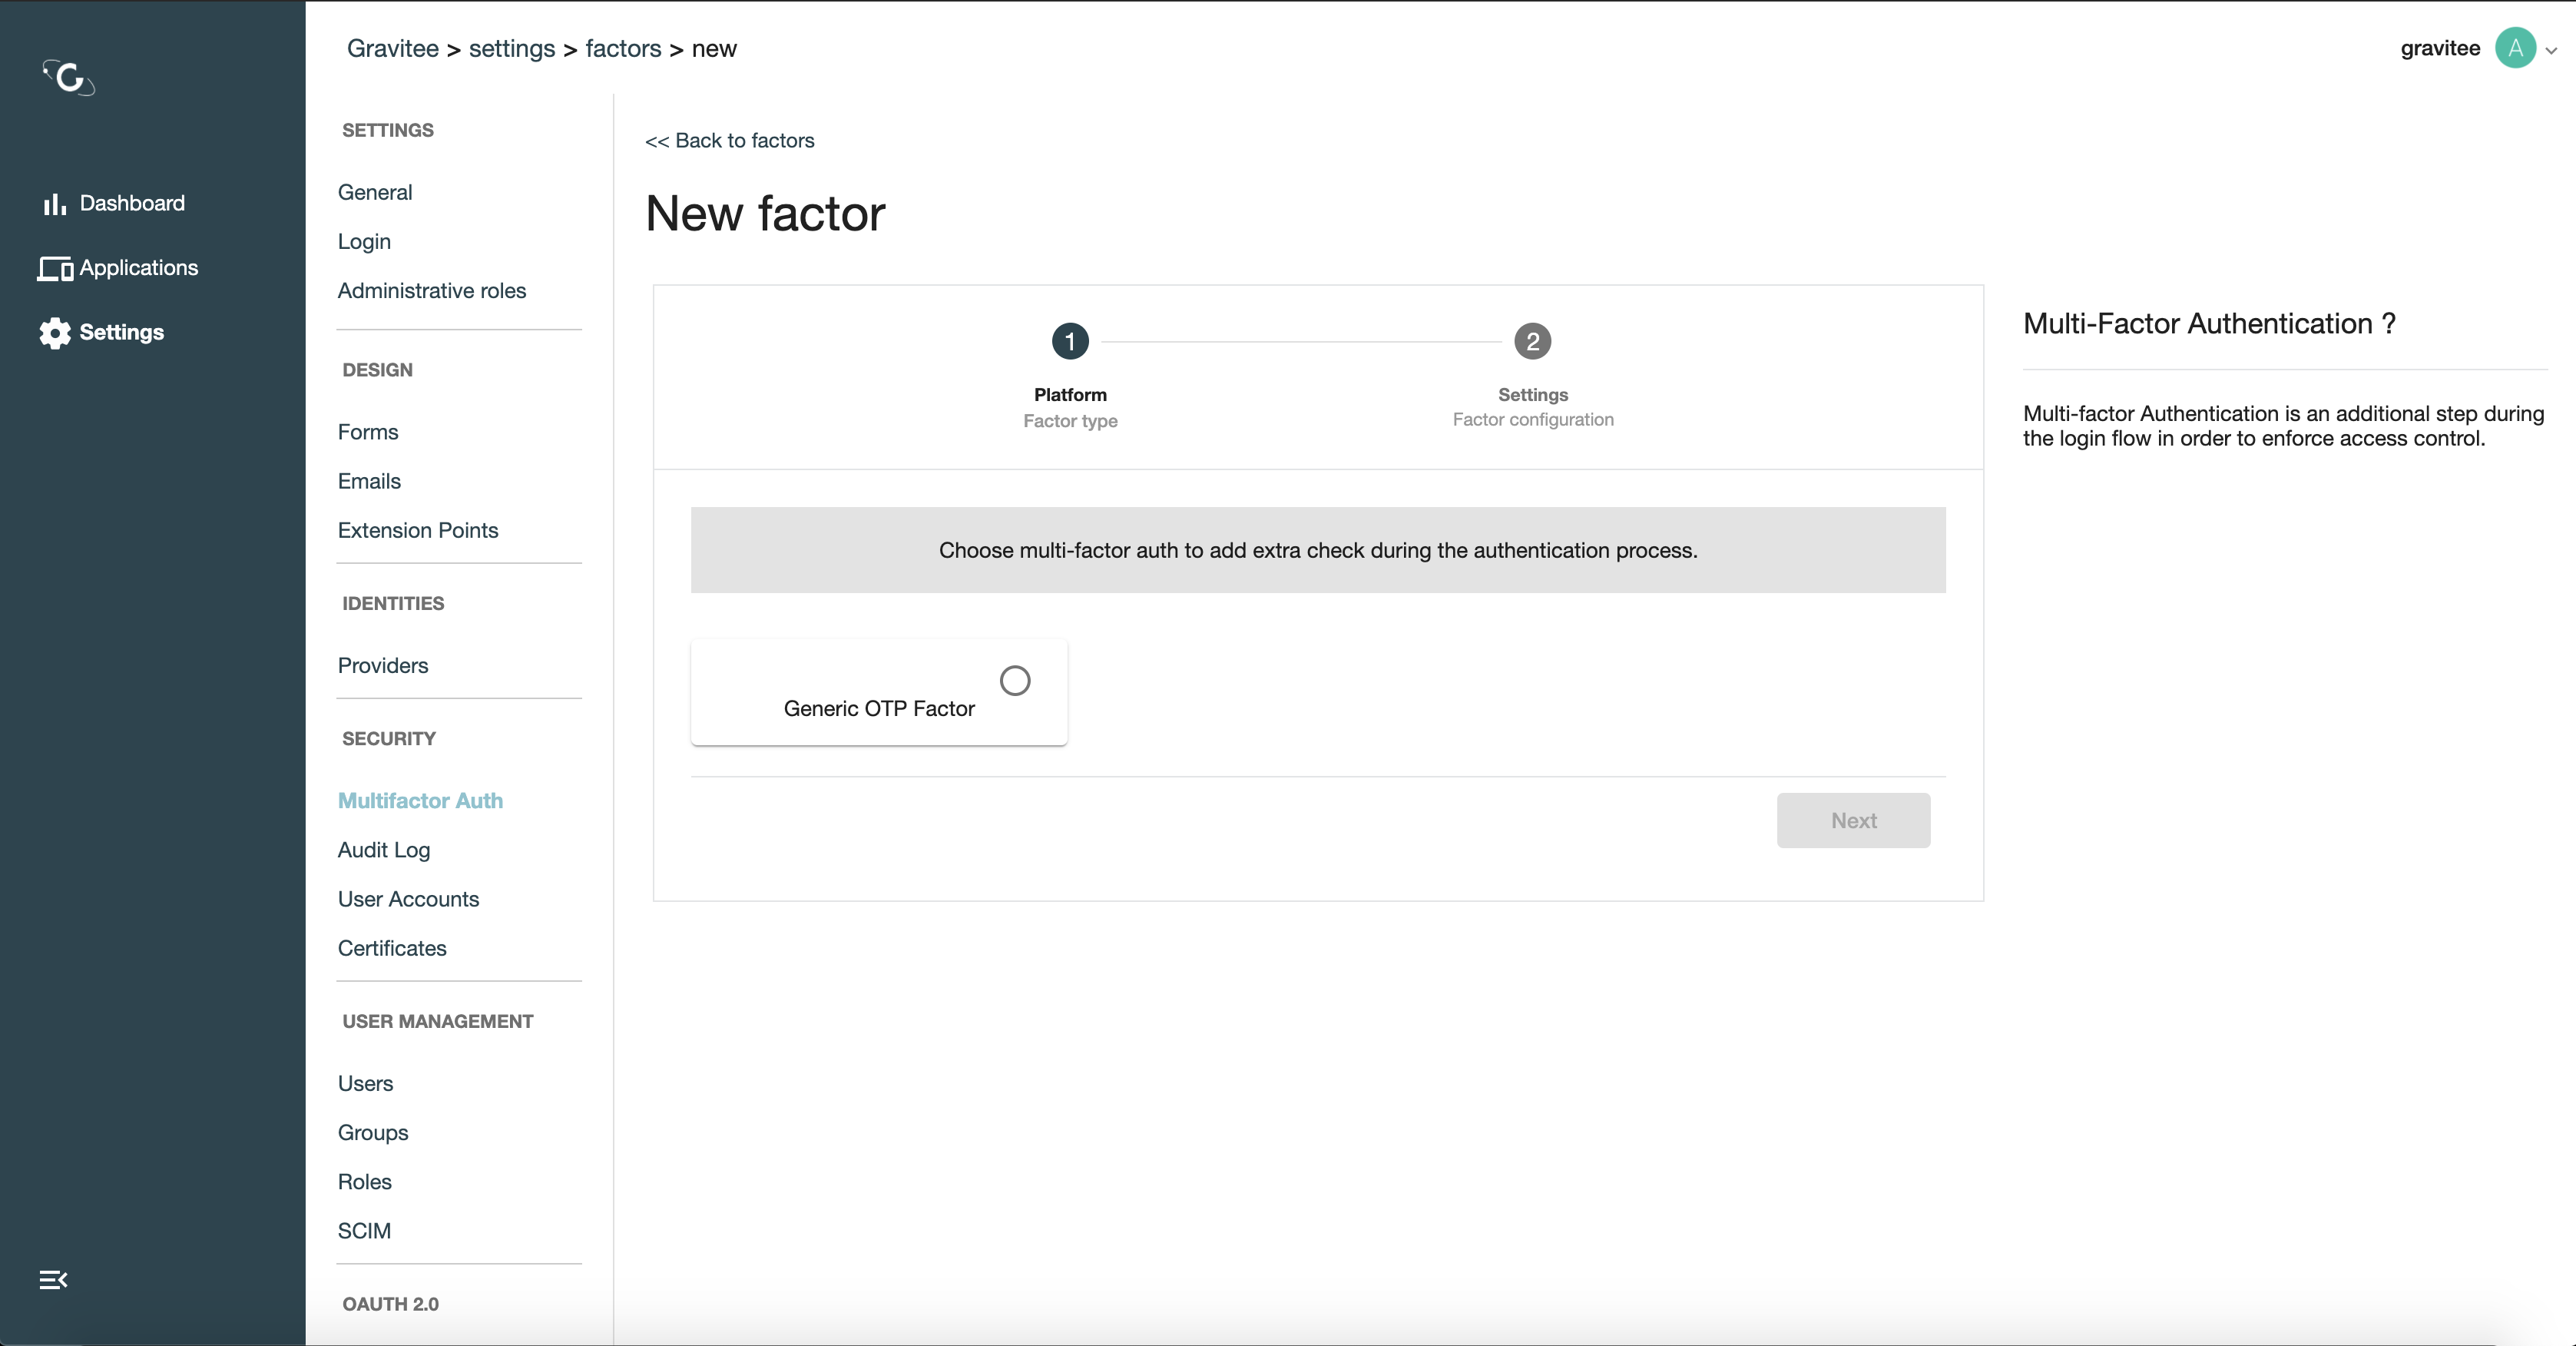 Gravitee > settings > factors > new
gravitee A
Dashboard
Applications
Settings
SETTINGS
General
Login
Administrative roles
DESIGN
Forms
Emails
Extension Points
IDENTITIES
Providers
SECURITY
Multifactor Auth
Audit Log
User Accounts
Certificates
USER MANAGEMENT
Users
Groups
Roles
SCIM
OAUTH 2.0
<< Back to factors
New factor
1
Platform
Factor type
2
Settings
Factor configuration
Choose multi-factor auth to add extra check during the authentication process.
Generic OTP Factor
Next
Multi-Factor Authentication ?
Multi-factor Authentication is an additional step during
the login flow in order to enforce access control.